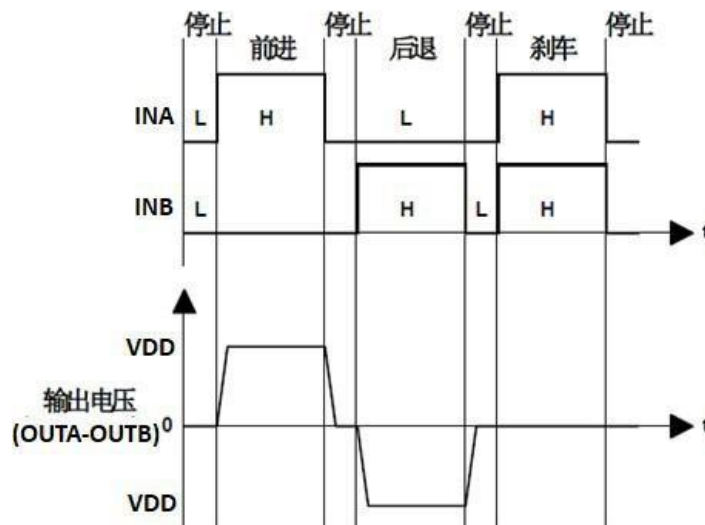 停止 停止 停止 停止
前进 后退 刹车
INA L H L H
INB L H L H t
VDD
输出电压 0
(OUTA-OUTB) t
VDD